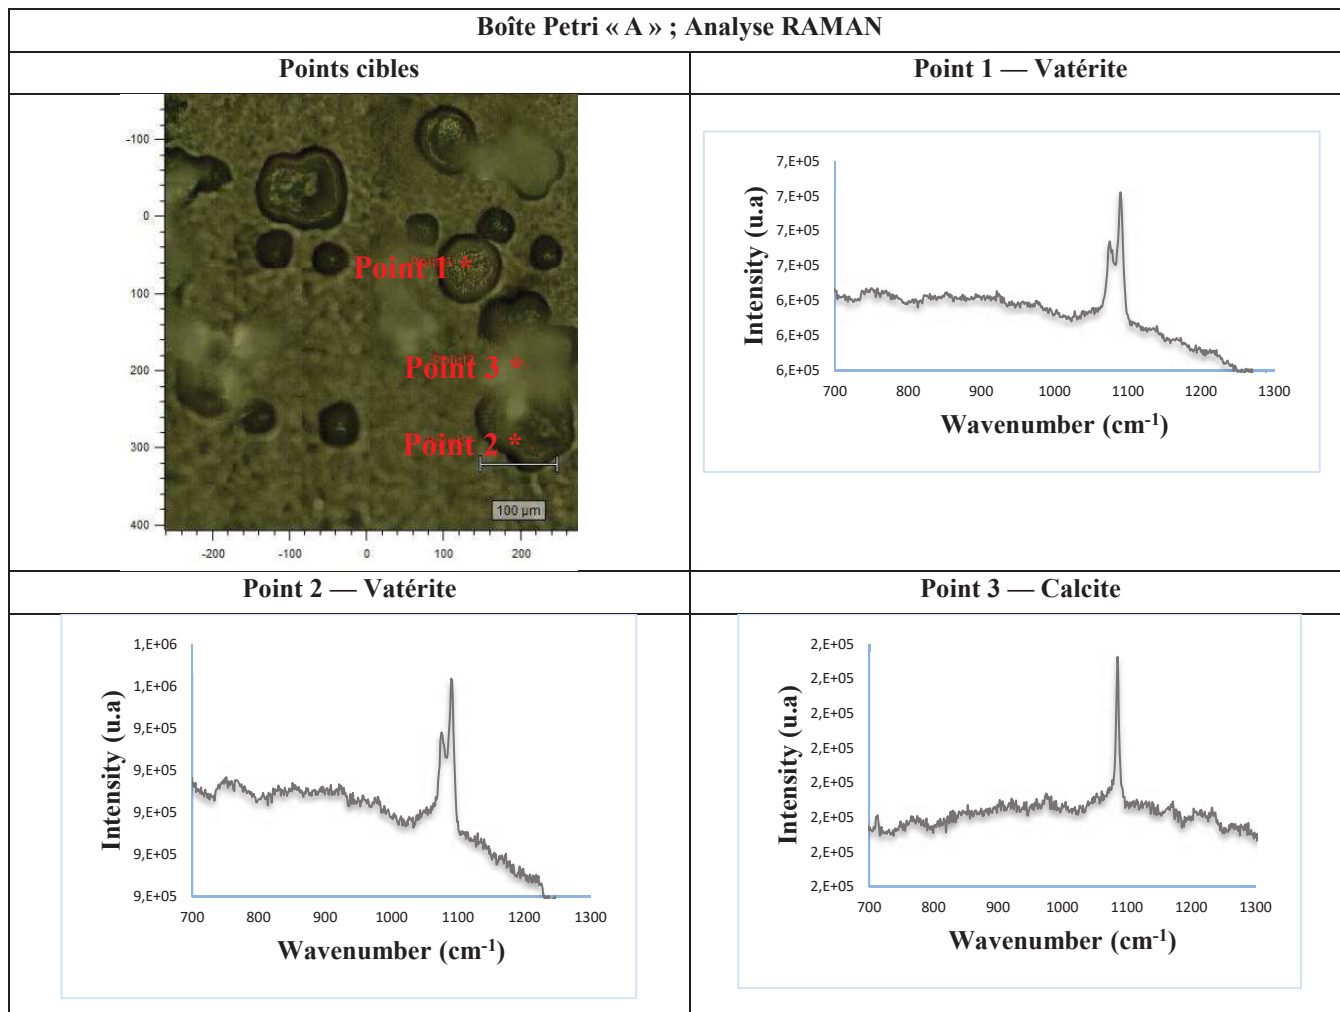 Boîte Petri « A » ; Analyse RAMAN
Points cibles
Point 1 — Vatérite
-100
0
100
200
300
400
-200
-100
0
100
200
Point 1 *
Point 3 *
Point 2 *
100 µm
Intensity (u.a)
7,E+05
7,E+05
7,E+05
7,E+05
6,E+05
6,E+05
6,E+05
700 800 900 1000 1100 1200 1300
Wavenumber (cm-1)
Point 2 — Vatérite
Point 3 — Calcite
Intensity (u.a)
1,E+06
1,E+06
9,E+05
9,E+05
9,E+05
9,E+05
9,E+05
700 800 900 1000 1100 1200 1300
Wavenumber (cm-1)
Intensity (u.a)
2,E+05
2,E+05
2,E+05
2,E+05
2,E+05
2,E+05
2,E+05
2,E+05
700 800 900 1000 1100 1200 1300
Wavenumber (cm-1)